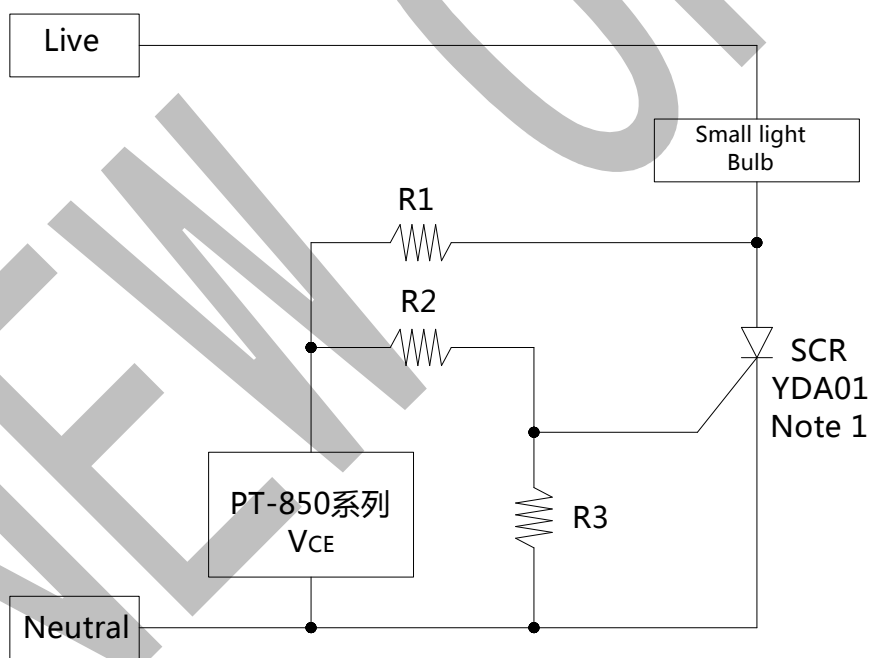 Live
Small light
Bulb
R1
R2
SCR
YDA01
Note 1
PT-850系列
VCE
R3
Neutral